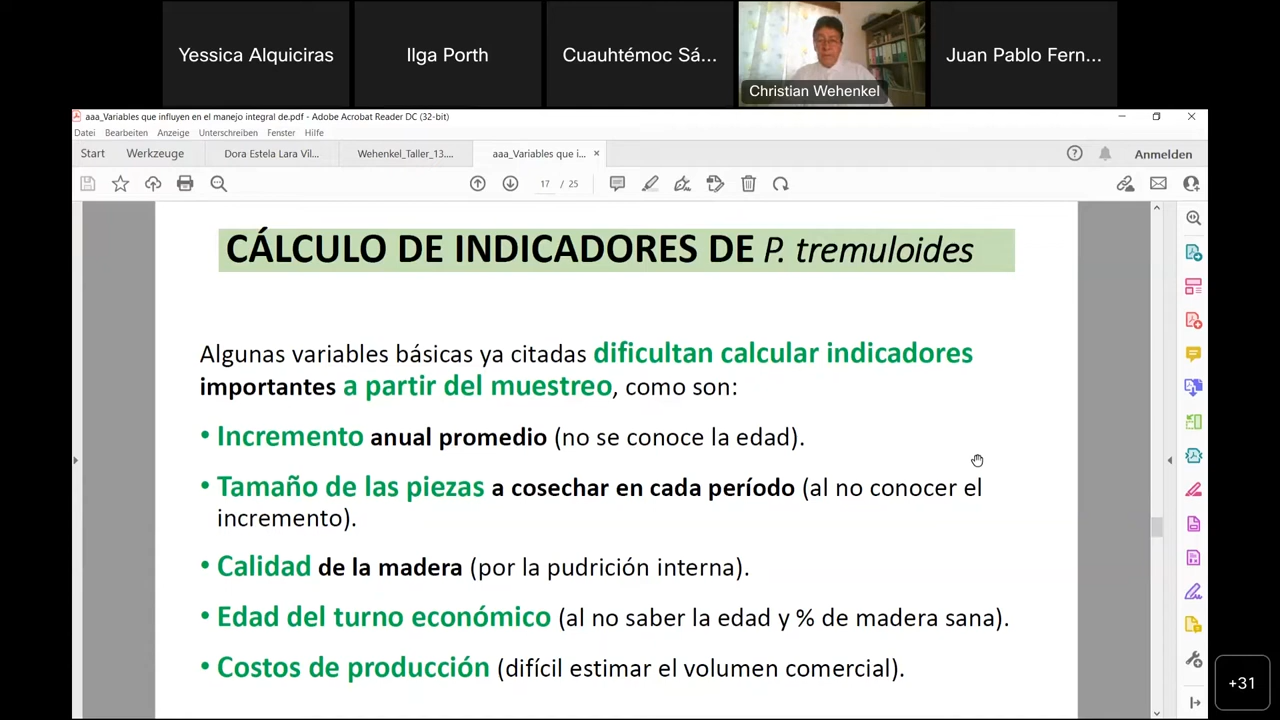 Yessica Alquiciras
Ilga Porth
Cuauhtémoc Sá...
Christian Wehenkel
Juan Pablo Fern...
aaa_Variables que influyen en el manejo integral de.pdf - Adobe Acrobat Reader DC (32-bit)
Datei Bearbeiten Anzeige Unterschreiben Fenster Hilfe
Start Werkzeuge Dora Estela Lara Vil... Wehenkel_Taller_13.... aaa_Variables que i... Anmelden
17 / 25
CÁLCULO DE INDICADORES DE P. tremuloides
Algunas variables básicas ya citadas dificultan calcular indicadores
importantes a partir del muestreo, como son:
• Incremento anual promedio (no se conoce la edad).
• Tamaño de las piezas a cosechar en cada período (al no conocer el
incremento).
• Calidad de la madera (por la pudrición interna).
• Edad del turno económico (al no saber la edad y % de madera sana).
• Costos de producción (difícil estimar el volumen comercial).
+31